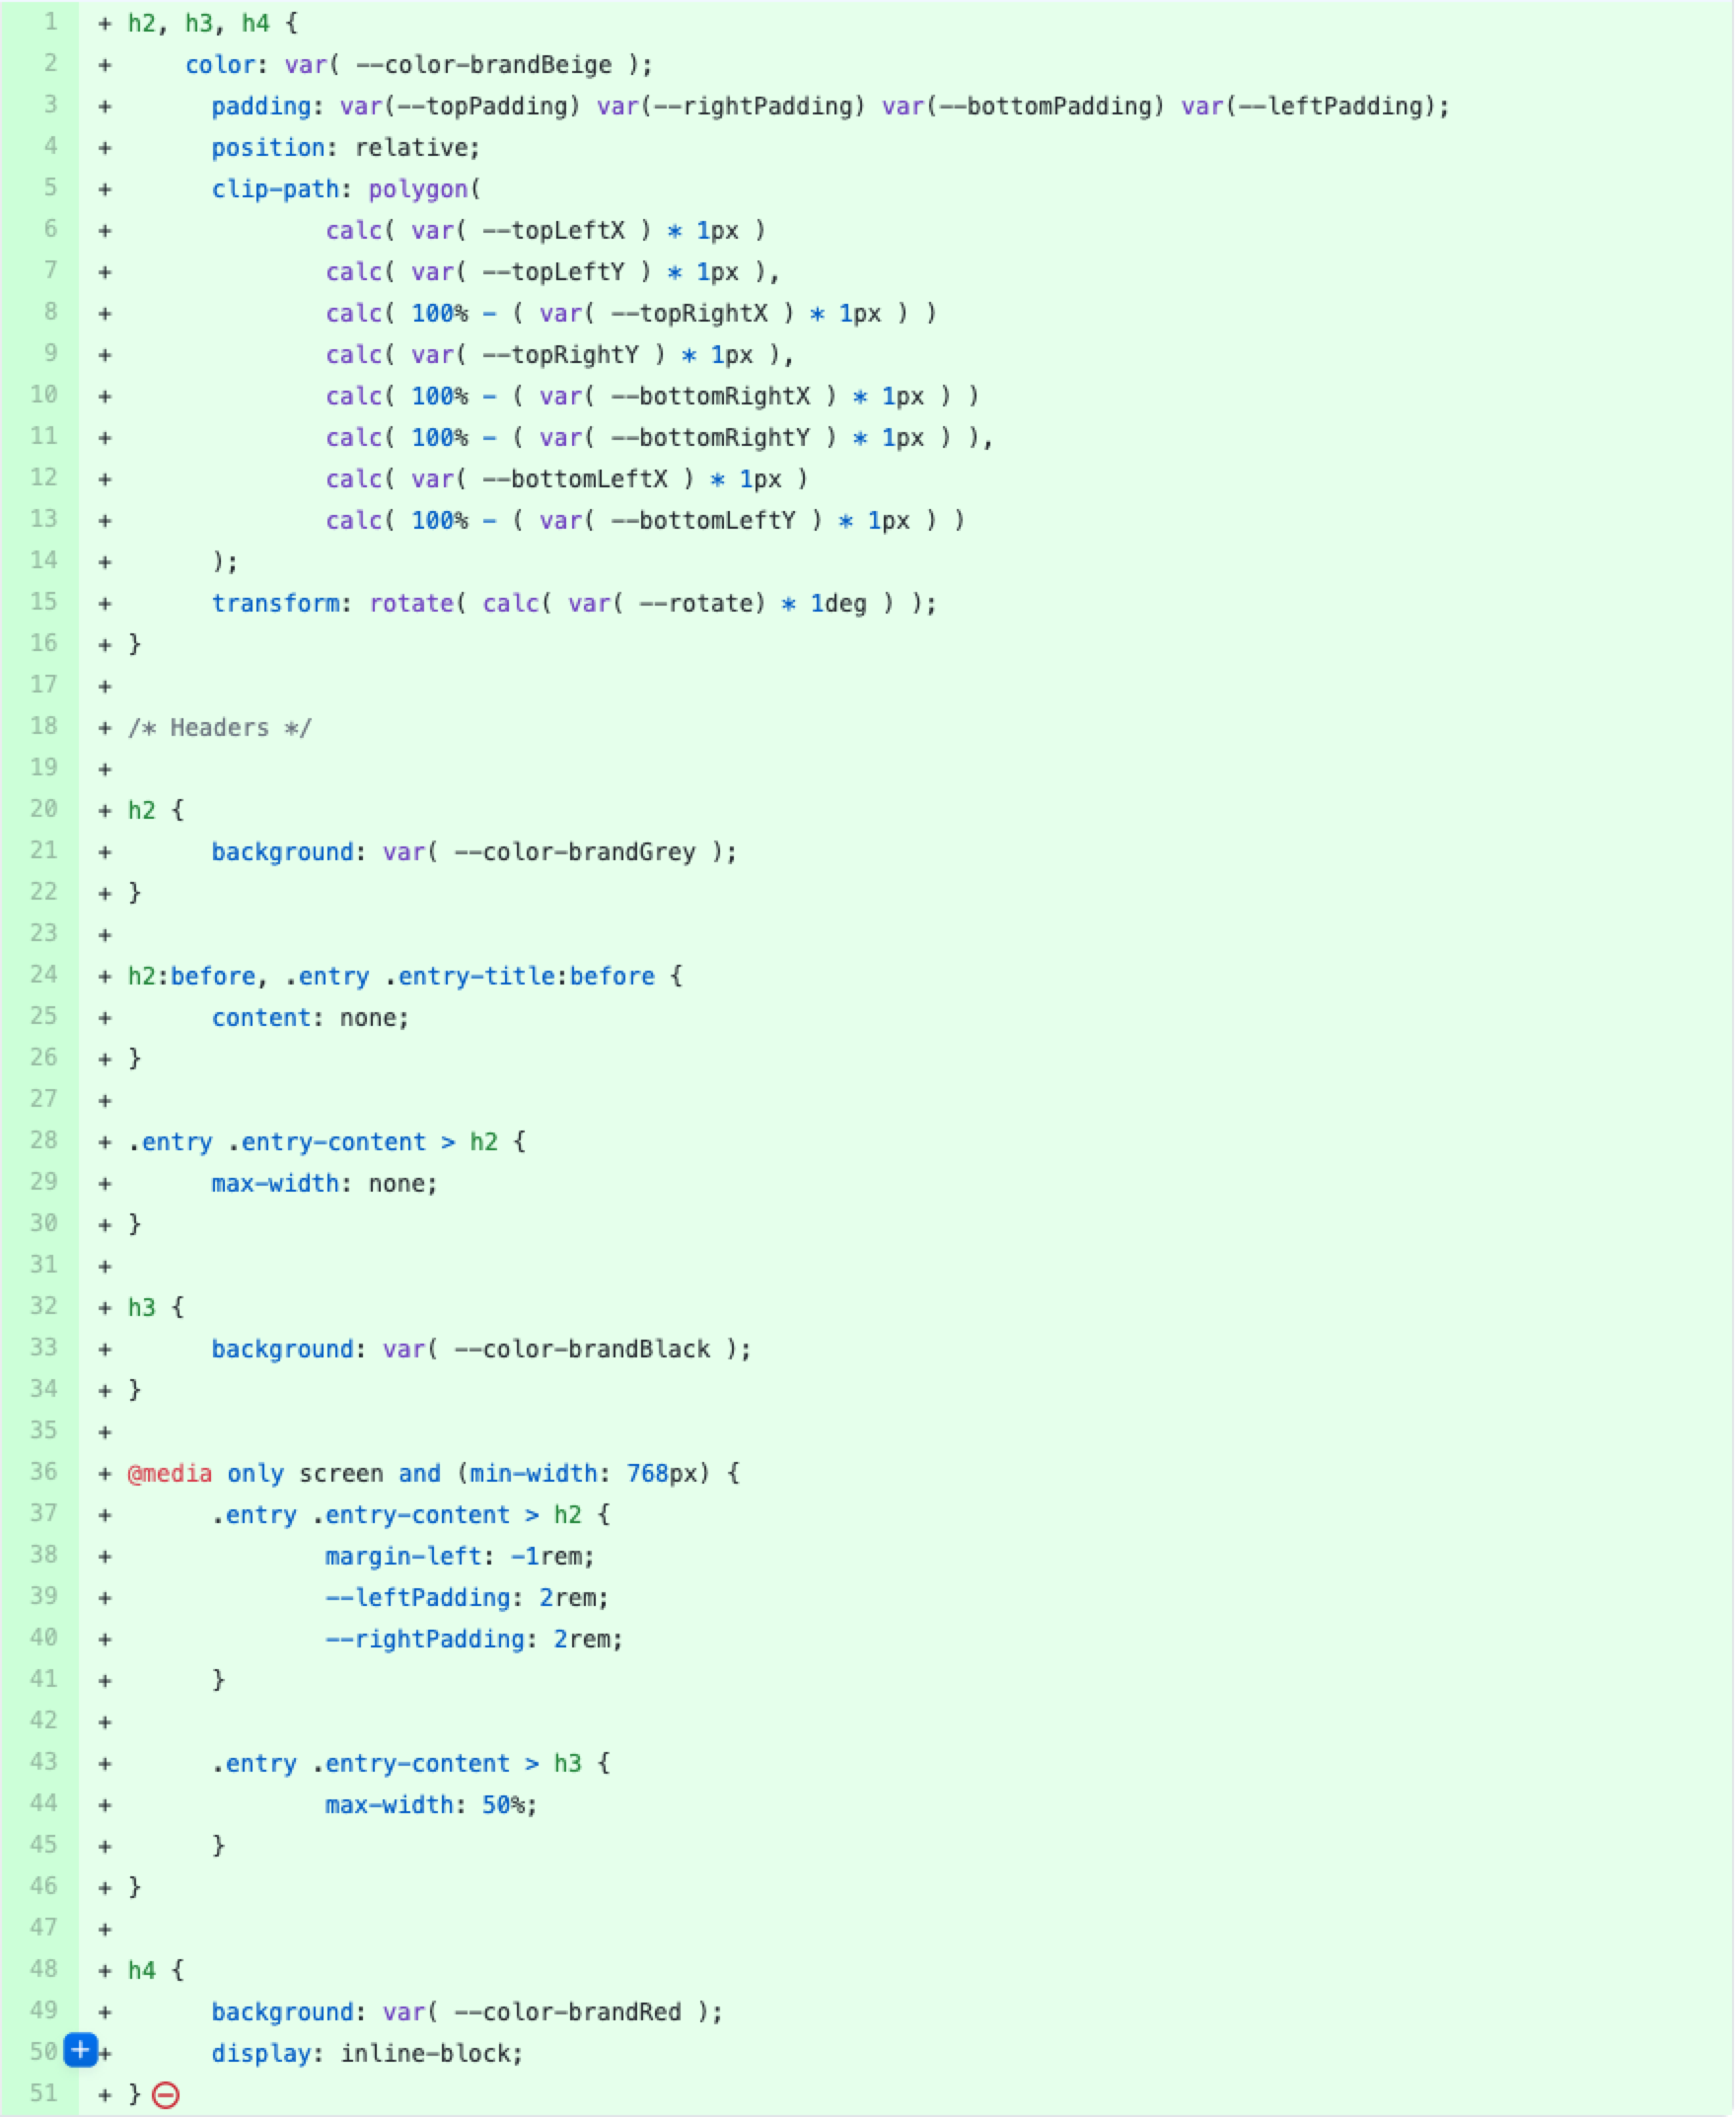 1 + h2, h3, h4 {
2 + color: var( --color-brandBeige );
3 + padding: var(--topPadding) var(--rightPadding) var(--bottomPadding) var(--leftPadding);
4 + position: relative;
5 + clip-path: polygon(
6 + calc( var( --topLeftX ) * 1px )
7 + calc( var( --topLeftY ) * 1px ),
8 + calc( 100% - ( var( --topRightX ) * 1px ) )
9 + calc( var( --topRightY ) * 1px ),
10 + calc( 100% - ( var( --bottomRightX ) * 1px ) )
11 + calc( 100% - ( var( --bottomRightY ) * 1px ) ),
12 + calc( var( --bottomLeftX ) * 1px )
13 + calc( 100% - ( var( --bottomLeftY ) * 1px ) )
14 + );
15 + transform: rotate( calc( var( --rotate) * 1deg ) );
16 + }
17 +
18 + /* Headers */
19 +
20 + h2 {
21 + background: var( --color-brandGrey );
22 + }
23 +
24 + h2:before, .entry .entry-title:before {
25 + content: none;
26 + }
27 +
28 + .entry .entry-content > h2 {
29 + max-width: none;
30 + }
31 +
32 + h3 {
33 + background: var( --color-brandBlack );
34 + }
35 +
36 + @media only screen and (min-width: 768px) {
37 + .entry .entry-content > h2 {
38 + margin-left: -1rem;
39 + --leftPadding: 2rem;
40 + --rightPadding: 2rem;
41 + }
42 +
43 + .entry .entry-content > h3 {
44 + max-width: 50%;
45 + }
46 + }
47 +
48 + h4 {
49 + background: var( --color-brandRed );
50 + display: inline-block;
51 + }